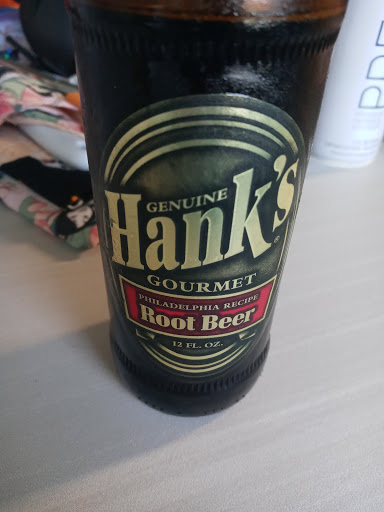 GENUINE
Hank's
®
GOURMET
PHILADELPHIA RECIPE
Root Beer
12 FL. OZ.